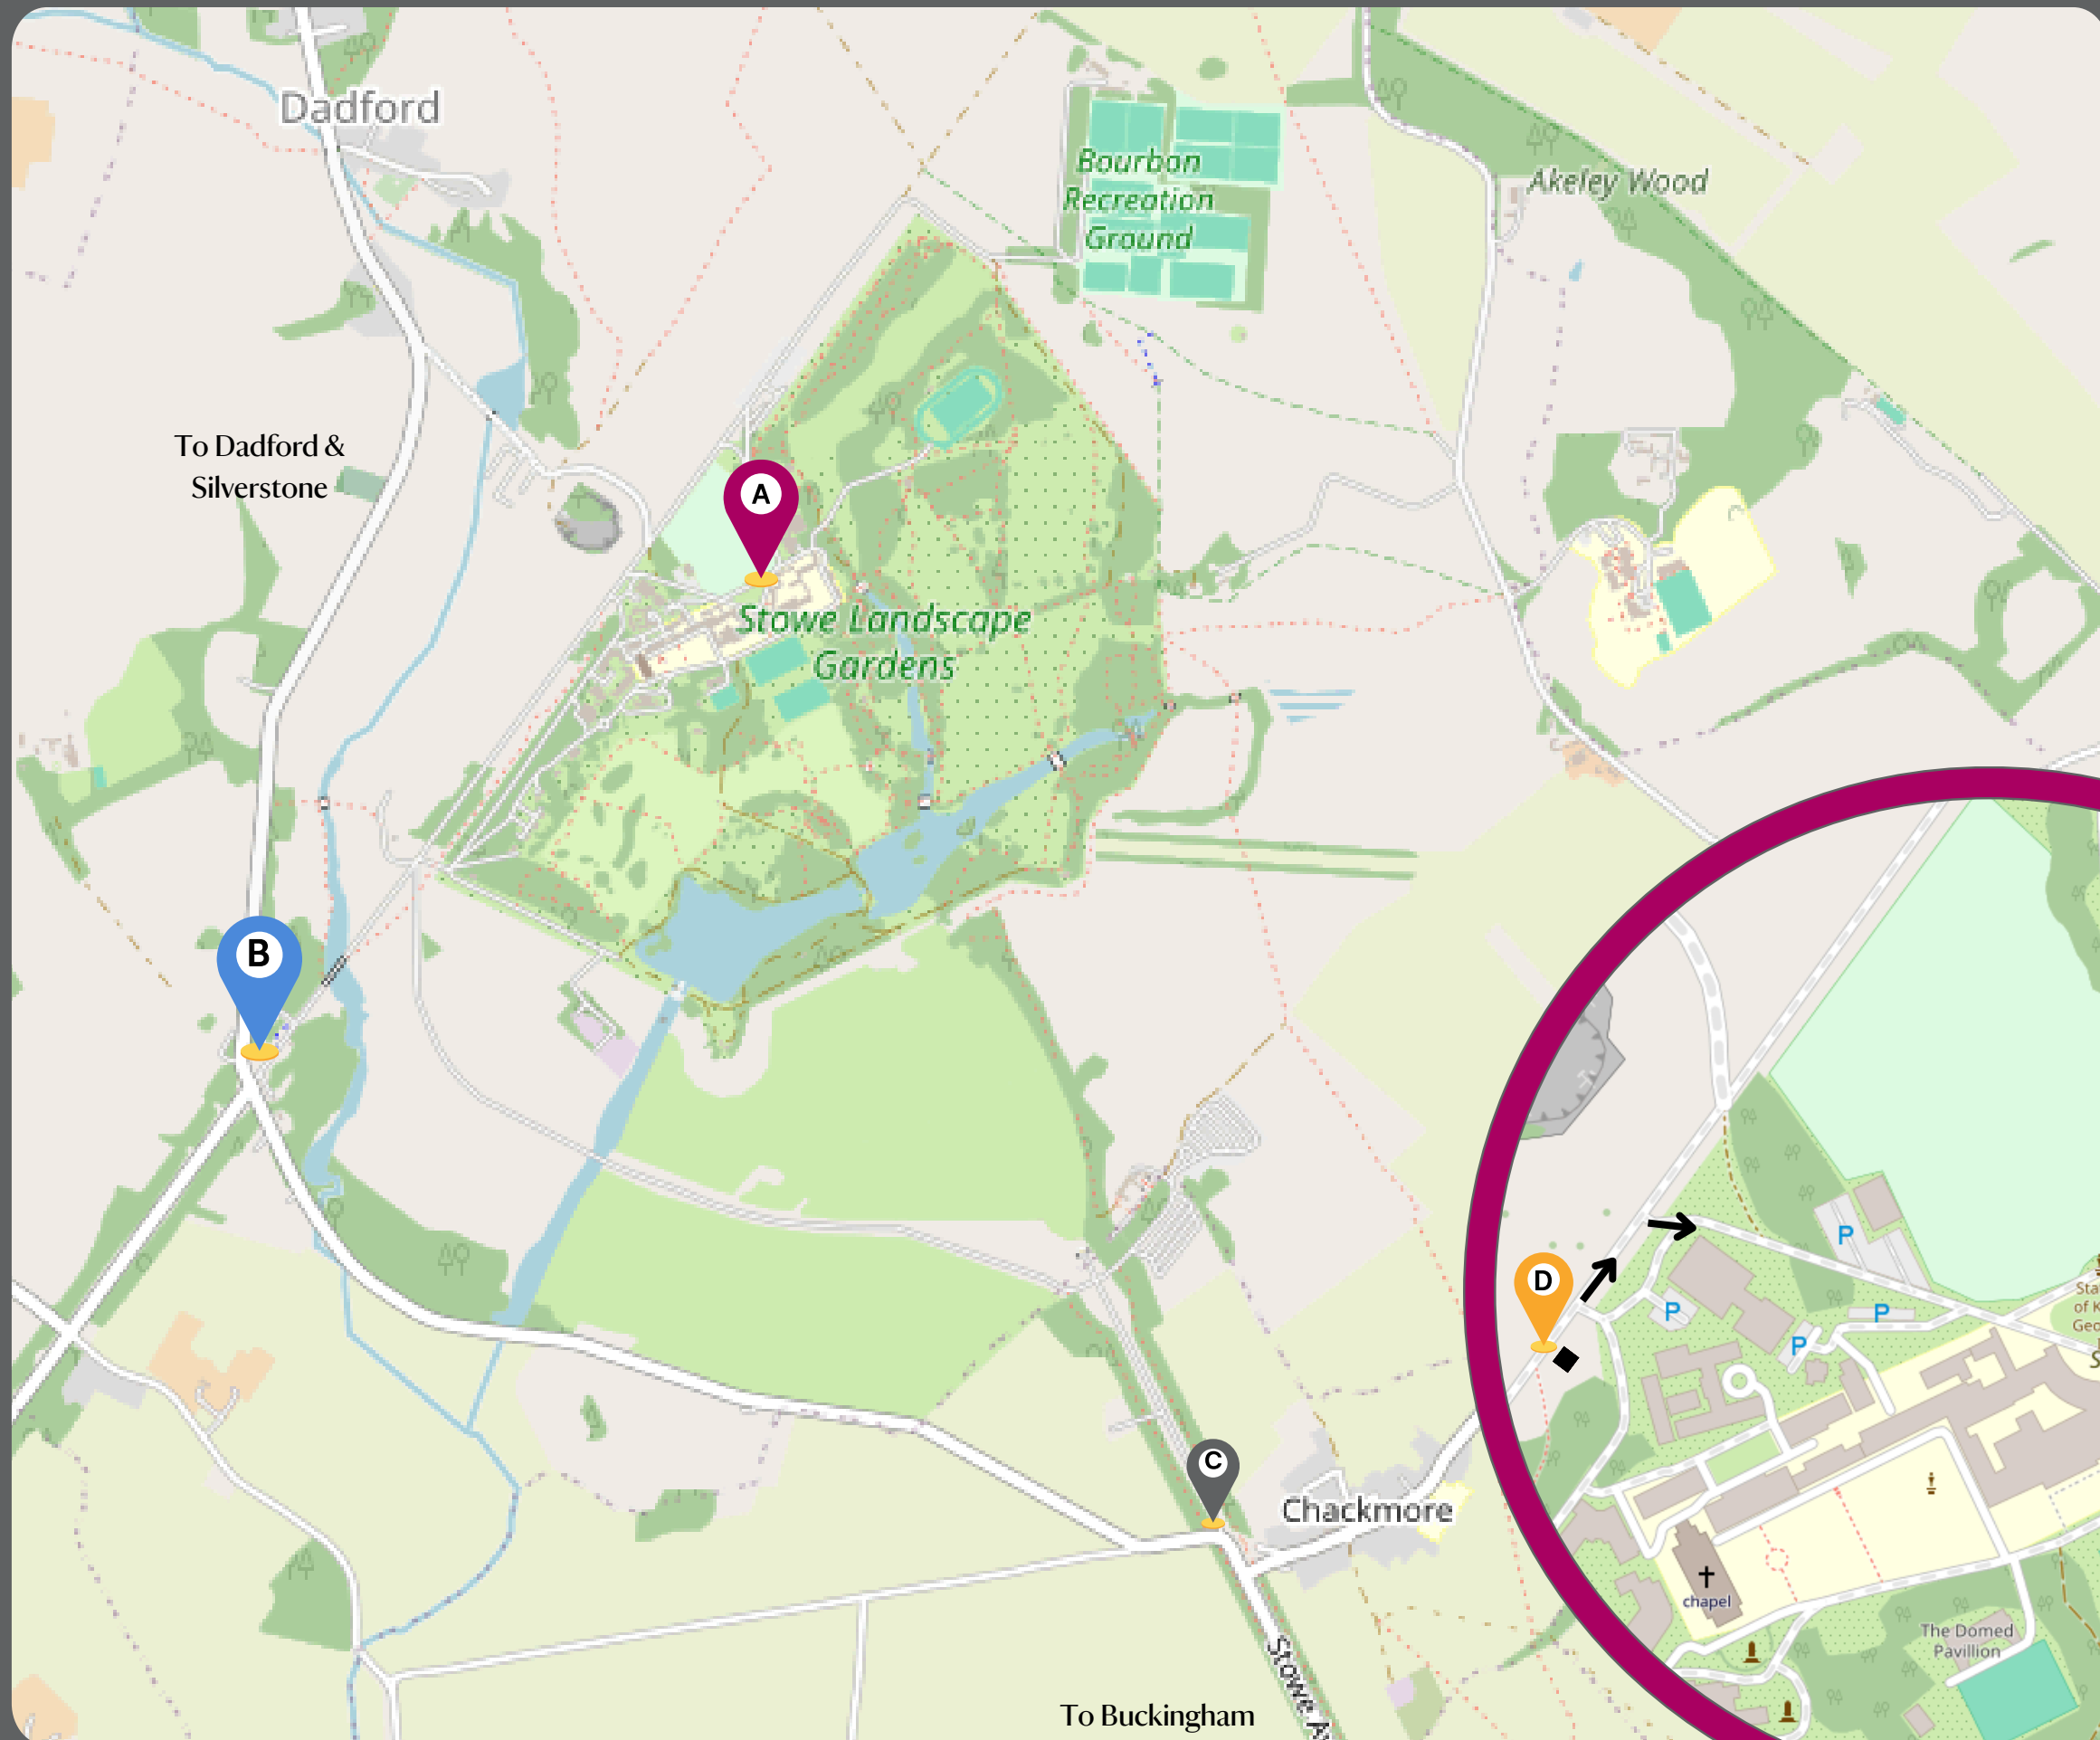 Dadford
Bourbon
Recreation
Ground
Akeley Wood
To Dadford &
Silverstone
A
Stowe Landscape
Gardens
B
P
D
P
P
P
C
Chackmore
chapel
The Domed
Pavillion
Stowe
To Buckingham